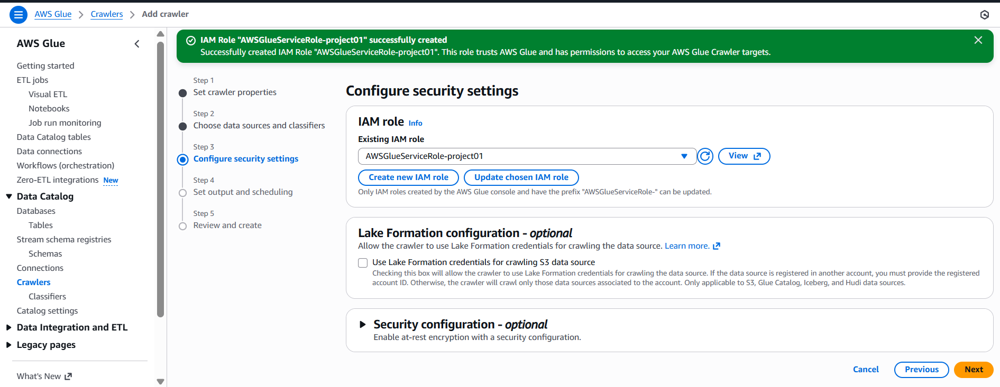 AWS Glue > Crawlers > Add crawler
AWS Glue
Getting started
ETL jobs
Visual ETL
Notebooks
Job run monitoring
Data Catalog tables
Data connections
Workflows (orchestration)
Zero-ETL integrations New
Data Catalog
Databases
Tables
Stream schema registries
Schemas
Connections
Crawlers
Classifiers
Catalog settings
Data Integration and ETL
Legacy pages
What's New
IAM Role "AWSGlueServiceRole-project01" successfully created
Successfully created IAM Role "AWSGlueServiceRole-project01". This role trusts AWS Glue and has permissions to access your AWS Glue Crawler targets.
Step 1
Set crawler properties
Step 2
Choose data sources and classifiers
Step 3
Configure security settings
Step 4
Set output and scheduling
Step 5
Review and create
Configure security settings
IAM role Info
Existing IAM role
AWSGlueServiceRole-project01
View
Create new IAM role
Update chosen IAM role
Only IAM roles created by the AWS Glue console and have the prefix "AWSGlueServiceRole-" can be updated.
Lake Formation configuration - optional
Allow the crawler to use Lake Formation credentials for crawling the data source. Learn more.
Use Lake Formation credentials for crawling S3 data source
Checking this box will allow the crawler to use Lake Formation credentials for crawling the data source. If the data source is registered in another account, you must provide the registered
account ID. Otherwise, the crawler will crawl only those data sources associated to the account. Only applicable to S3, Glue Catalog, Iceberg, and Hudi data sources.
Security configuration - optional
Enable at-rest encryption with a security configuration.
Cancel
Previous
Next